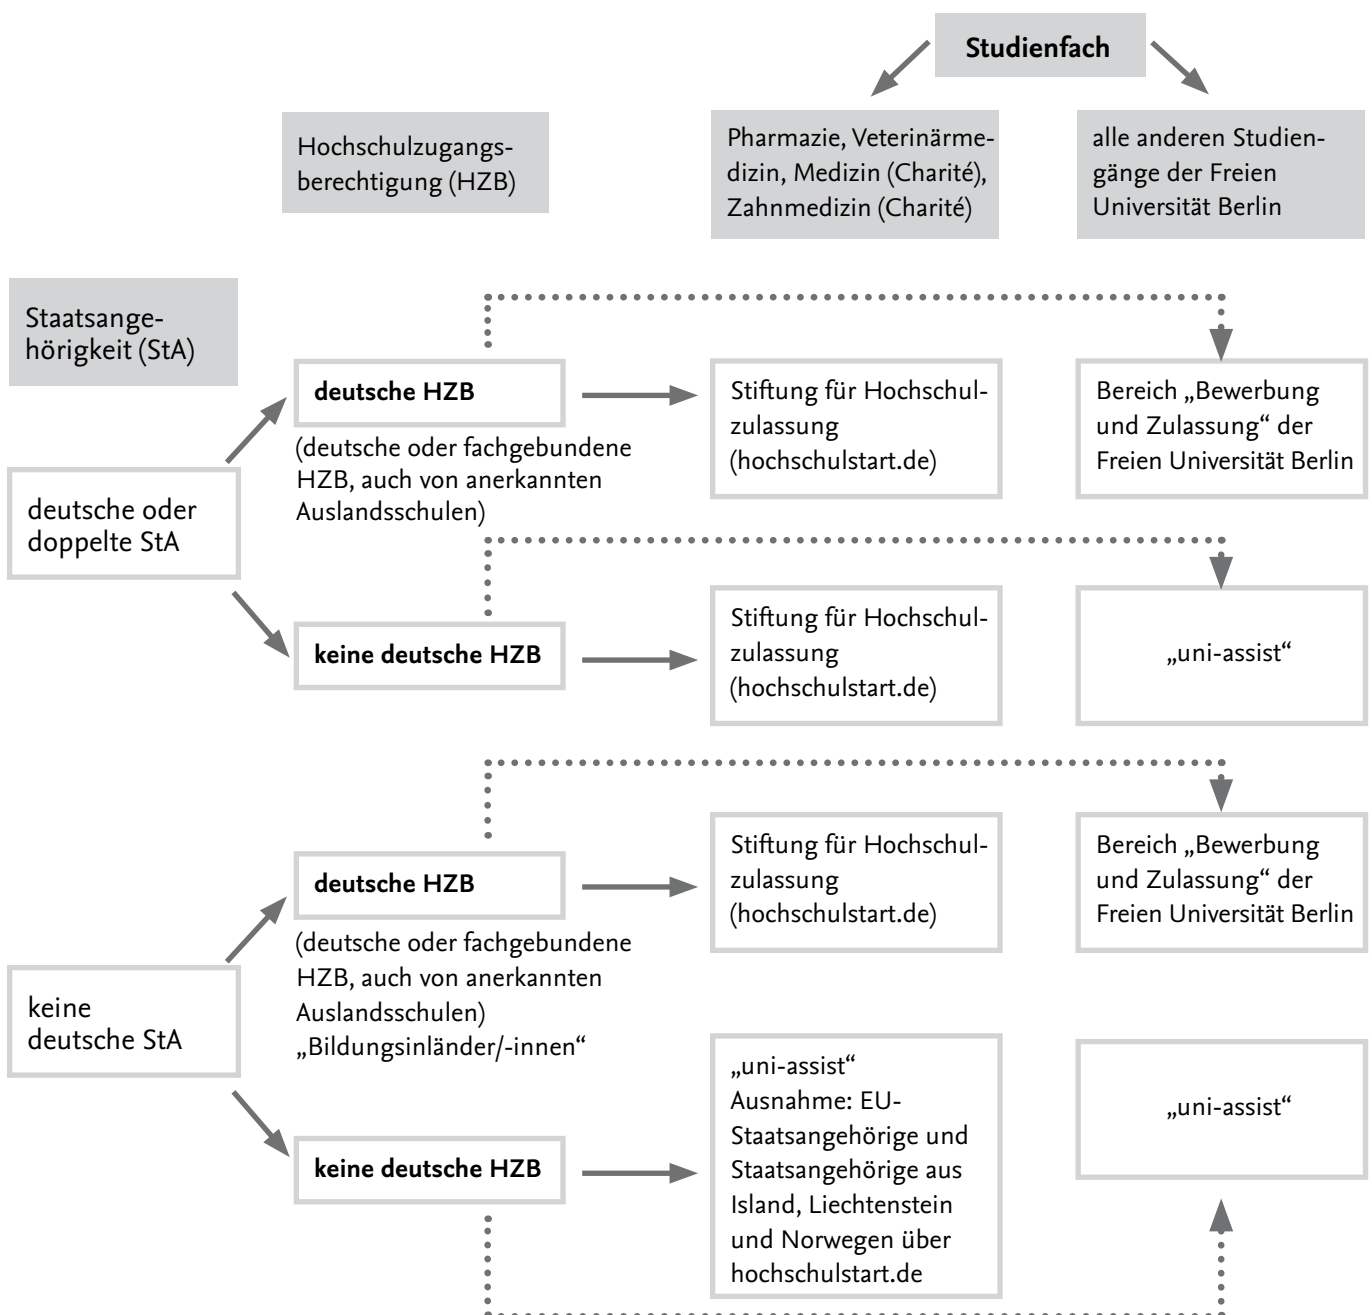 Studienfach
Hochschulzugangs-
berechtigung (HZB)
Pharmazie, Veterinärme-
dizin, Medizin (Charité),
Zahnmedizin (Charité)
alle anderen Studien-
gänge der Freien
Universität Berlin
Staatsange-
hörigkeit (StA)
deutsche oder
doppelte StA
deutsche HZB
(deutsche oder fachgebundene
HZB, auch von anerkannten
Auslandsschulen)
Stiftung für Hochschul-
zulassung
(hochschulstart.de)
Bereich „Bewerbung
und Zulassung“ der
Freien Universität Berlin
keine deutsche HZB
Stiftung für Hochschul-
zulassung
(hochschulstart.de)
„uni-assist“
keine
deutsche StA
deutsche HZB
(deutsche oder fachgebundene
HZB, auch von anerkannten
Auslandsschulen)
„Bildungsinländer/-innen“
Stiftung für Hochschul-
zulassung
(hochschulstart.de)
Bereich „Bewerbung
und Zulassung“ der
Freien Universität Berlin
keine deutsche HZB
„uni-assist“
Ausnahme: EU-
Staatsangehörige und
Staatsangehörige aus
Island, Liechtenstein
und Norwegen über
hochschulstart.de
„uni-assist“